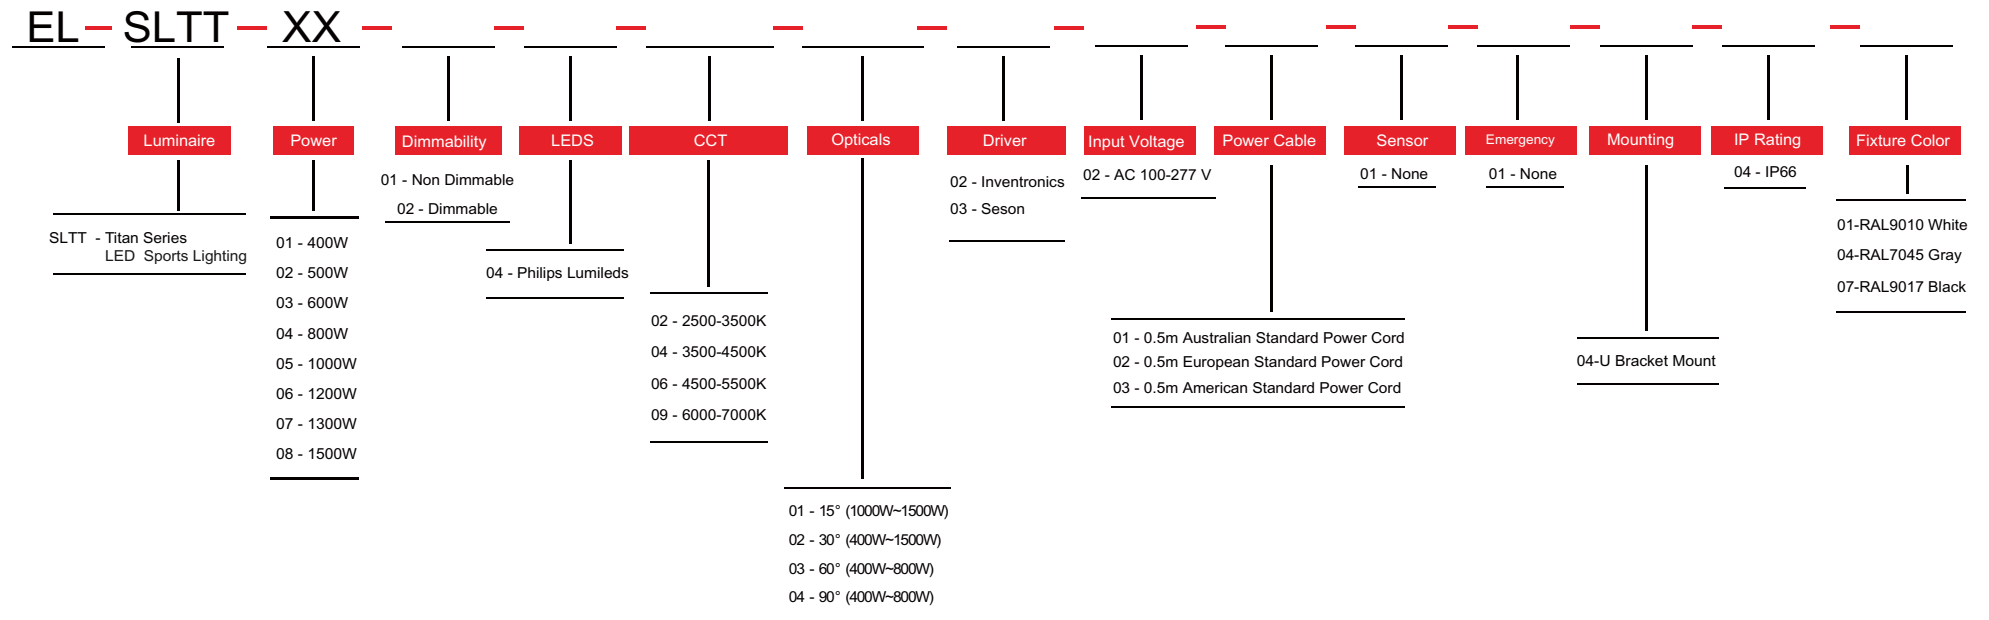 EL SLTT XX
Luminaire
SLTT - Titan Series
LED Sports Lighting
Power
01 - 400W
02 - 500W
03 - 600W
04 - 800W
05 - 1000W
06 - 1200W
07 - 1300W
08 - 1500W
Dimmability
01 - Non Dimmable
02 - Dimmable
LEDS
04 - Philips Lumileds
CCT
02 - 2500-3500K
04 - 3500-4500K
06 - 4500-5500K
09 - 6000-7000K
Opticals
01 - 15° (1000W~1500W)
02 - 30° (400W~1500W)
03 - 60° (400W~800W)
04 - 90° (400W~800W)
Driver
02 - Inventronics
03 - Seson
Input Voltage
02 - AC 100-277 V
Power Cable
01 - 0.5m Australian Standard Power Cord
02 - 0.5m European Standard Power Cord
03 - 0.5m American Standard Power Cord
Sensor
01 - None
Emergency
01 - None
Mounting
04-U Bracket Mount
IP Rating
04 - IP66
Fixture Color
01-RAL9010 White
04-RAL7045 Gray
07-RAL9017 Black